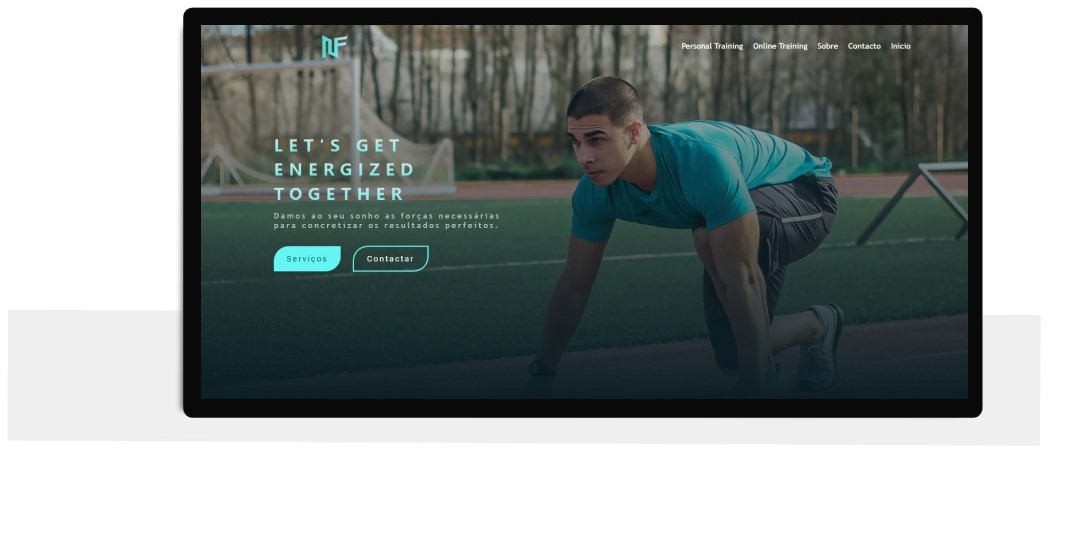 NF
Personal Training Online Training Sobre Contacto Inicio
LET'S GET
ENERGIZED
TOGETHER
Damos ao seu sonho as forças necessárias
para concretizar os resultados perfeitos.
Serviços Contactar